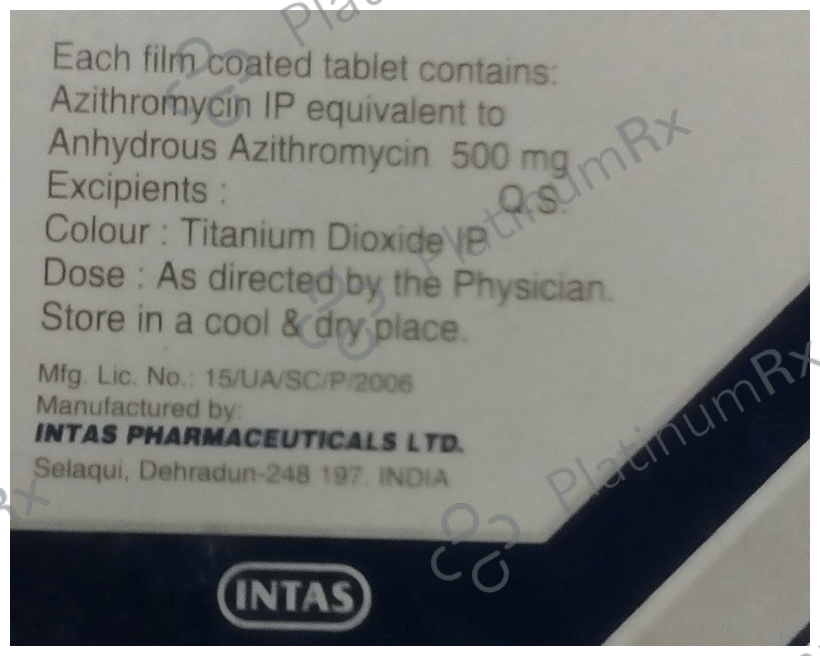 Each film coated tablet contains:
Azithromycin IP equivalent to
Anhydrous Azithromycin 500 mg
Excipients : Q.S.
Colour : Titanium Dioxide IP
Dose : As directed by the Physician.
Store in a cool & dry place.
Mfg. Lic. No.: 15/UA/SC/P/2006
Manufactured by:
INTAS PHARMACEUTICALS LTD.
Selaqui, Dehradun-248 197. INDIA
INTAS
PlatinumRx
PlatinumRx
PlatinumRx